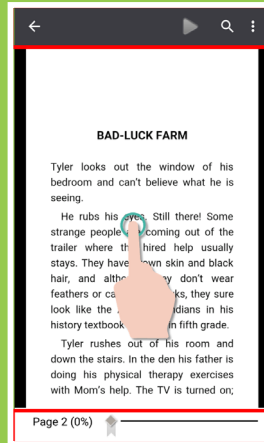 BAD-LUCK FARM
Tyler looks out the window of his
bedroom and can't believe what he is
seeing.
He rubs his eyes. Still there! Some
strange people coming out of the
trailer where hired help usually
stays. They have skin and black
hair, and don't wear
feathers or they sure
look like the in his
history textbook in fifth grade.
Tyler rushes out of his room and
down the stairs. In the den his father is
doing his physical therapy exercises
with Mom's help. The TV is turned on;
Page 2 (0%)